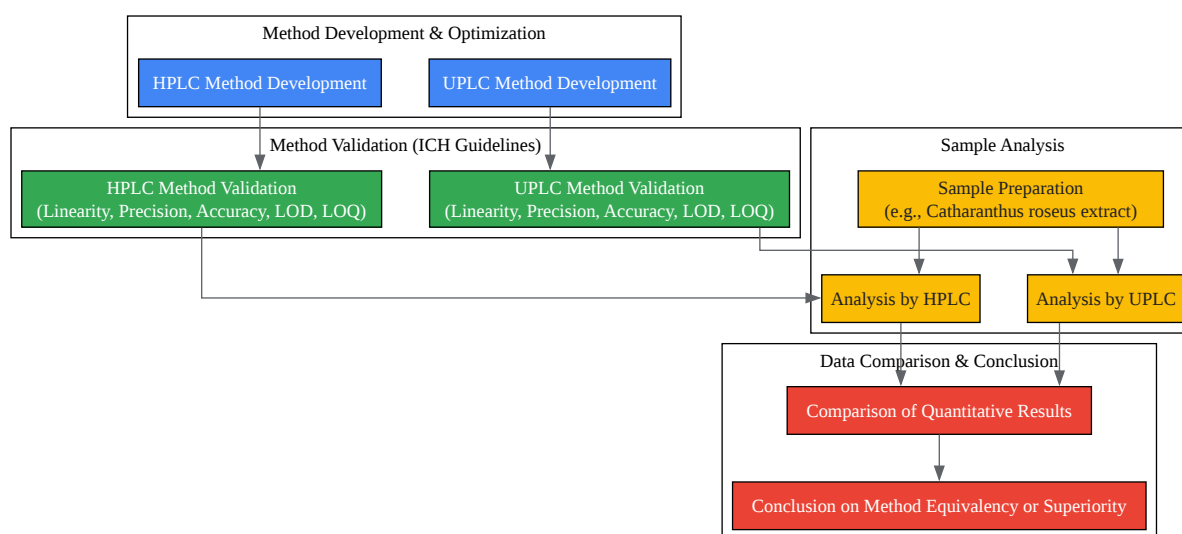 Method Development & Optimization
HPLC Method Development
UPLC Method Development
Method Validation (ICH Guidelines)
HPLC Method Validation
(Linearity, Precision, Accuracy, LOD, LOQ)
UPLC Method Validation
(Linearity, Precision, Accuracy, LOD, LOQ)
Sample Analysis
Sample Preparation
(e.g., Catharanthus roseus extract)
Analysis by HPLC
Analysis by UPLC
Data Comparison & Conclusion
Comparison of Quantitative Results
Conclusion on Method Equivalency or Superiority